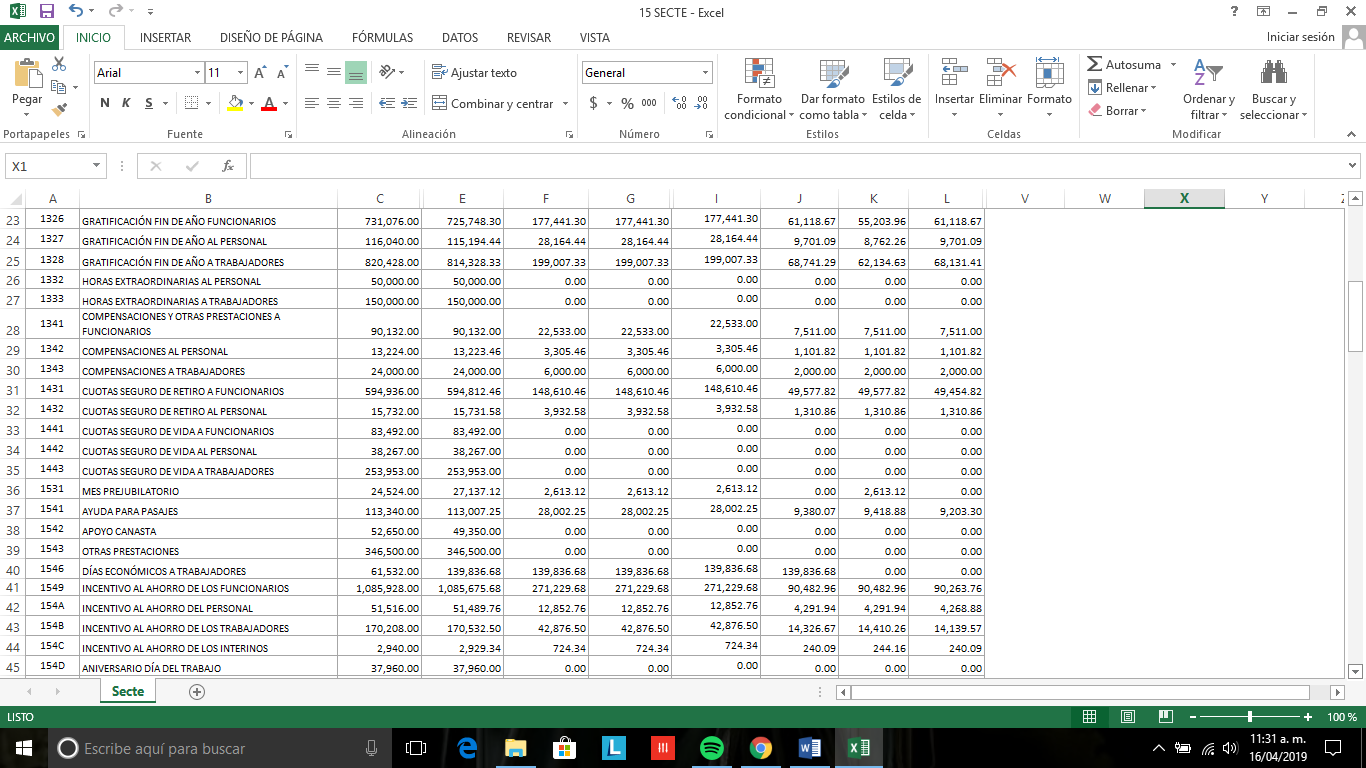 15 SECTE - Excel
ARCHIVO INICIO INSERTAR DISEÑO DE PÁGINA FÓRMULAS DATOS REVISAR VISTA Iniciar sesión
Pegar
Arial 11
N K S
Ajustar texto
Combinar y centrar
General
$ % 000
Formato condicional
Dar formato como tabla
Estilos de celda
Insertar Eliminar Formato
Autosuma
Rellenar
Borrar
Ordenar y filtrar
Buscar y seleccionar
Portapapeles Fuente Alineación Número Estilos Celdas Modificar
X1 fx
A B C E F G I J K L V W X Y
23 1326 GRATIFICACIÓN FIN DE AÑO FUNCIONARIOS 731,076.00 725,748.30 177,441.30 177,441.30 177,441.30 61,118.67 55,203.96 61,118.67
24 1327 GRATIFICACIÓN FIN DE AÑO AL PERSONAL 116,040.00 115,194.44 28,164.44 28,164.44 28,164.44 9,701.09 8,762.26 9,701.09
25 1328 GRATIFICACIÓN FIN DE AÑO A TRABAJADORES 820,428.00 814,328.33 199,007.33 199,007.33 199,007.33 68,741.29 62,134.63 68,131.41
26 1332 HORAS EXTRAORDINARIAS AL PERSONAL 50,000.00 50,000.00 0.00 0.00 0.00 0.00 0.00 0.00
27 1333 HORAS EXTRAORDINARIAS A TRABAJADORES 150,000.00 150,000.00 0.00 0.00 0.00 0.00 0.00 0.00
28 1341 COMPENSACIONES Y OTRAS PRESTACIONES A
FUNCIONARIOS 90,132.00 90,132.00 22,533.00 22,533.00 22,533.00 7,511.00 7,511.00 7,511.00
29 1342 COMPENSACIONES AL PERSONAL 13,224.00 13,223.46 3,305.46 3,305.46 3,305.46 1,101.82 1,101.82 1,101.82
30 1343 COMPENSACIONES A TRABAJADORES 24,000.00 24,000.00 6,000.00 6,000.00 6,000.00 2,000.00 2,000.00 2,000.00
31 1431 CUOTAS SEGURO DE RETIRO A FUNCIONARIOS 594,936.00 594,812.46 148,610.46 148,610.46 148,610.46 49,577.82 49,577.82 49,454.82
32 1432 CUOTAS SEGURO DE RETIRO AL PERSONAL 15,732.00 15,731.58 3,932.58 3,932.58 3,932.58 1,310.86 1,310.86 1,310.86
33 1441 CUOTAS SEGURO DE VIDA A FUNCIONARIOS 83,492.00 83,492.00 0.00 0.00 0.00 0.00 0.00 0.00
34 1442 CUOTAS SEGURO DE VIDA AL PERSONAL 38,267.00 38,267.00 0.00 0.00 0.00 0.00 0.00 0.00
35 1443 CUOTAS SEGURO DE VIDA A TRABAJADORES 253,953.00 253,953.00 0.00 0.00 0.00 0.00 0.00 0.00
36 1531 MES PREJUBILATORIO 24,524.00 27,137.12 2,613.12 2,613.12 2,613.12 0.00 2,613.12 0.00
37 1541 AYUDA PARA PASAJES 113,340.00 113,007.25 28,002.25 28,002.25 28,002.25 9,380.07 9,418.88 9,203.30
38 1542 APOYO CANASTA 52,650.00 49,350.00 0.00 0.00 0.00 0.00 0.00 0.00
39 1543 OTRAS PRESTACIONES 346,500.00 346,500.00 0.00 0.00 0.00 0.00 0.00 0.00
40 1546 DÍAS ECONÓMICOS A TRABAJADORES 61,532.00 139,836.68 139,836.68 139,836.68 139,836.68 139,836.68 0.00 0.00
41 1549 INCENTIVO AL AHORRO DE LOS FUNCIONARIOS 1,085,928.00 1,085,675.68 271,229.68 271,229.68 271,229.68 90,482.96 90,482.96 90,263.76
42 154A INCENTIVO AL AHORRO DEL PERSONAL 51,516.00 51,489.76 12,852.76 12,852.76 12,852.76 4,291.94 4,291.94 4,268.88
43 154B INCENTIVO AL AHORRO DE LOS TRABAJADORES 170,208.00 170,532.50 42,876.50 42,876.50 42,876.50 14,326.67 14,410.26 14,139.57
44 154C INCENTIVO AL AHORRO DE LOS INTERINOS 2,940.00 2,929.34 724.34 724.34 724.34 240.09 244.16 240.09
45 154D ANIVERSARIO DÍA DEL TRABAJO 37,960.00 37,960.00 0.00 0.00 0.00 0.00 0.00 0.00
Secte
LISTO 100 %
Escribe aquí para buscar
11:31 a. m.
16/04/2019